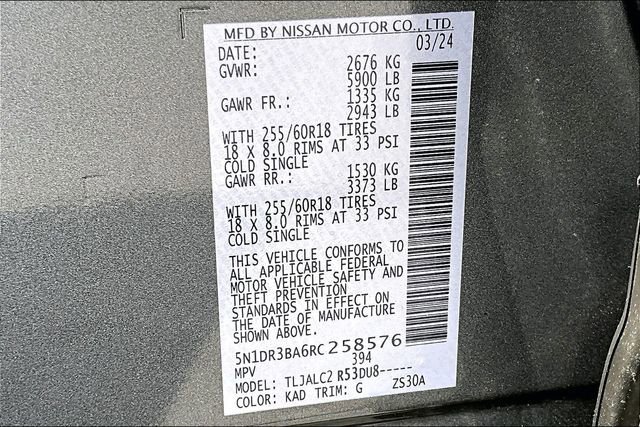 MFD BY NISSAN MOTOR CO., LTD.
DATE: 03/24
GVWR: 2676 KG
5900 LB
GAWR FR.: 1335 KG
2943 LB
WITH 255/60R18 TIRES
18 X 8.0 RIMS AT 33 PSI
COLD SINGLE
GAWR RR.: 1530 KG
3373 LB
WITH 255/60R18 TIRES
18 X 8.0 RIMS AT 33 PSI
COLD SINGLE
THIS VEHICLE CONFORMS TO
ALL APPLICABLE FEDERAL
MOTOR VEHICLE SAFETY AND
THEFT PREVENTION
STANDARDS IN EFFECT ON
THE DATE OF MANUFACTURE
SHOWN ABOVE.
5N1DR3BA6RC258576
MPV 394
MODEL: TLJALC2 R53DU8-----
COLOR: KAD TRIM: G ZS30A